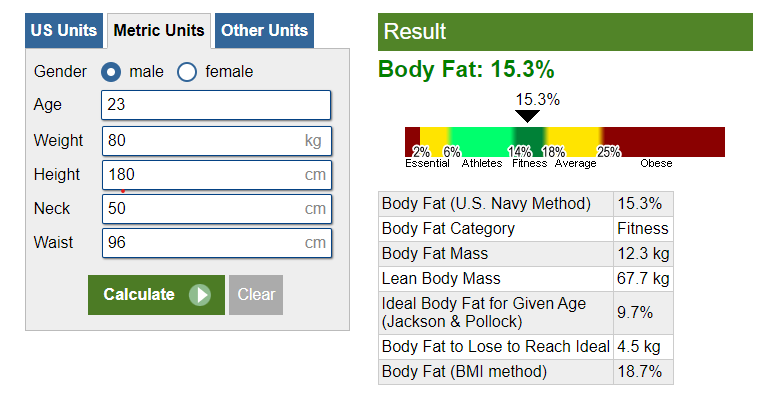 US Units Metric Units Other Units
Gender male female
Age 23
Weight 80 kg
Height 180 cm
Neck 50 cm
Waist 96 cm
Calculate Clear
Result
Body Fat: 15.3%
15.3%
2% 6% 14% 18% 25%
Essential Athletes Fitness Average Obese
Body Fat (U.S. Navy Method) 15.3%
Body Fat Category Fitness
Body Fat Mass 12.3 kg
Lean Body Mass 67.7 kg
Ideal Body Fat for Given Age
(Jackson & Pollock) 9.7%
Body Fat to Lose to Reach Ideal 4.5 kg
Body Fat (BMI method) 18.7%